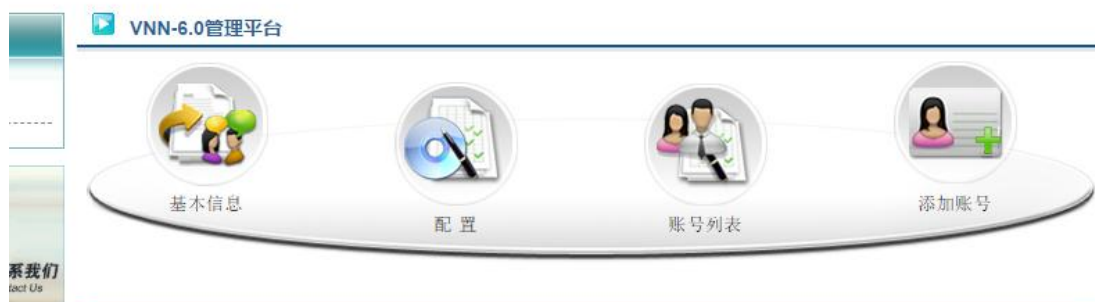 VNN-6.0管理平台
基本信息
配 置
账号列表
添加账号
系我们
tact Us